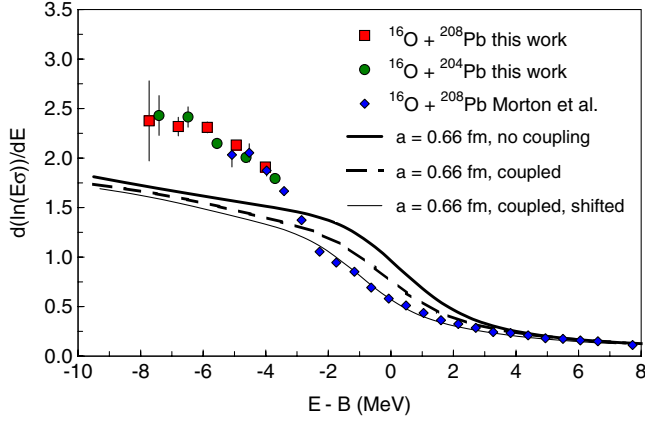 3.5
3.0
2.5
2.0
1.5
1.0
0.5
0.0
d(ln(Eσ))/dE
¹⁶O + ²⁰⁸Pb this work
¹⁶O + ²⁰⁴Pb this work
¹⁶O + ²⁰⁸Pb Morton et al.
a = 0.66 fm, no coupling
a = 0.66 fm, coupled
a = 0.66 fm, coupled, shifted
-10 -8 -6 -4 -2 0 2 4 6 8
E - B (MeV)